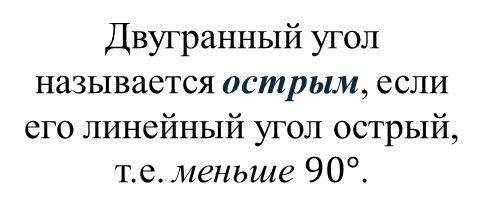 Двугранный угол
называется острым, если
его линейный угол острый,
т.е. меньше 90°.